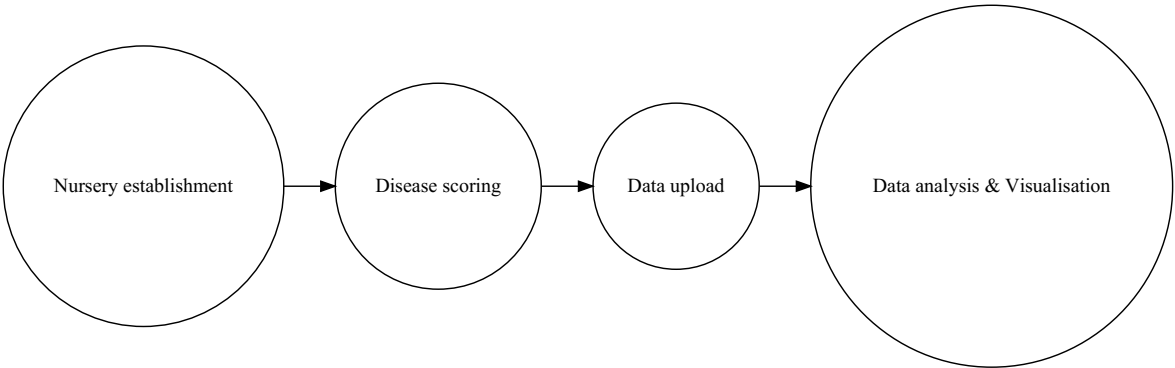 Nursery establishment
Disease scoring
Data upload
Data analysis & Visualisation